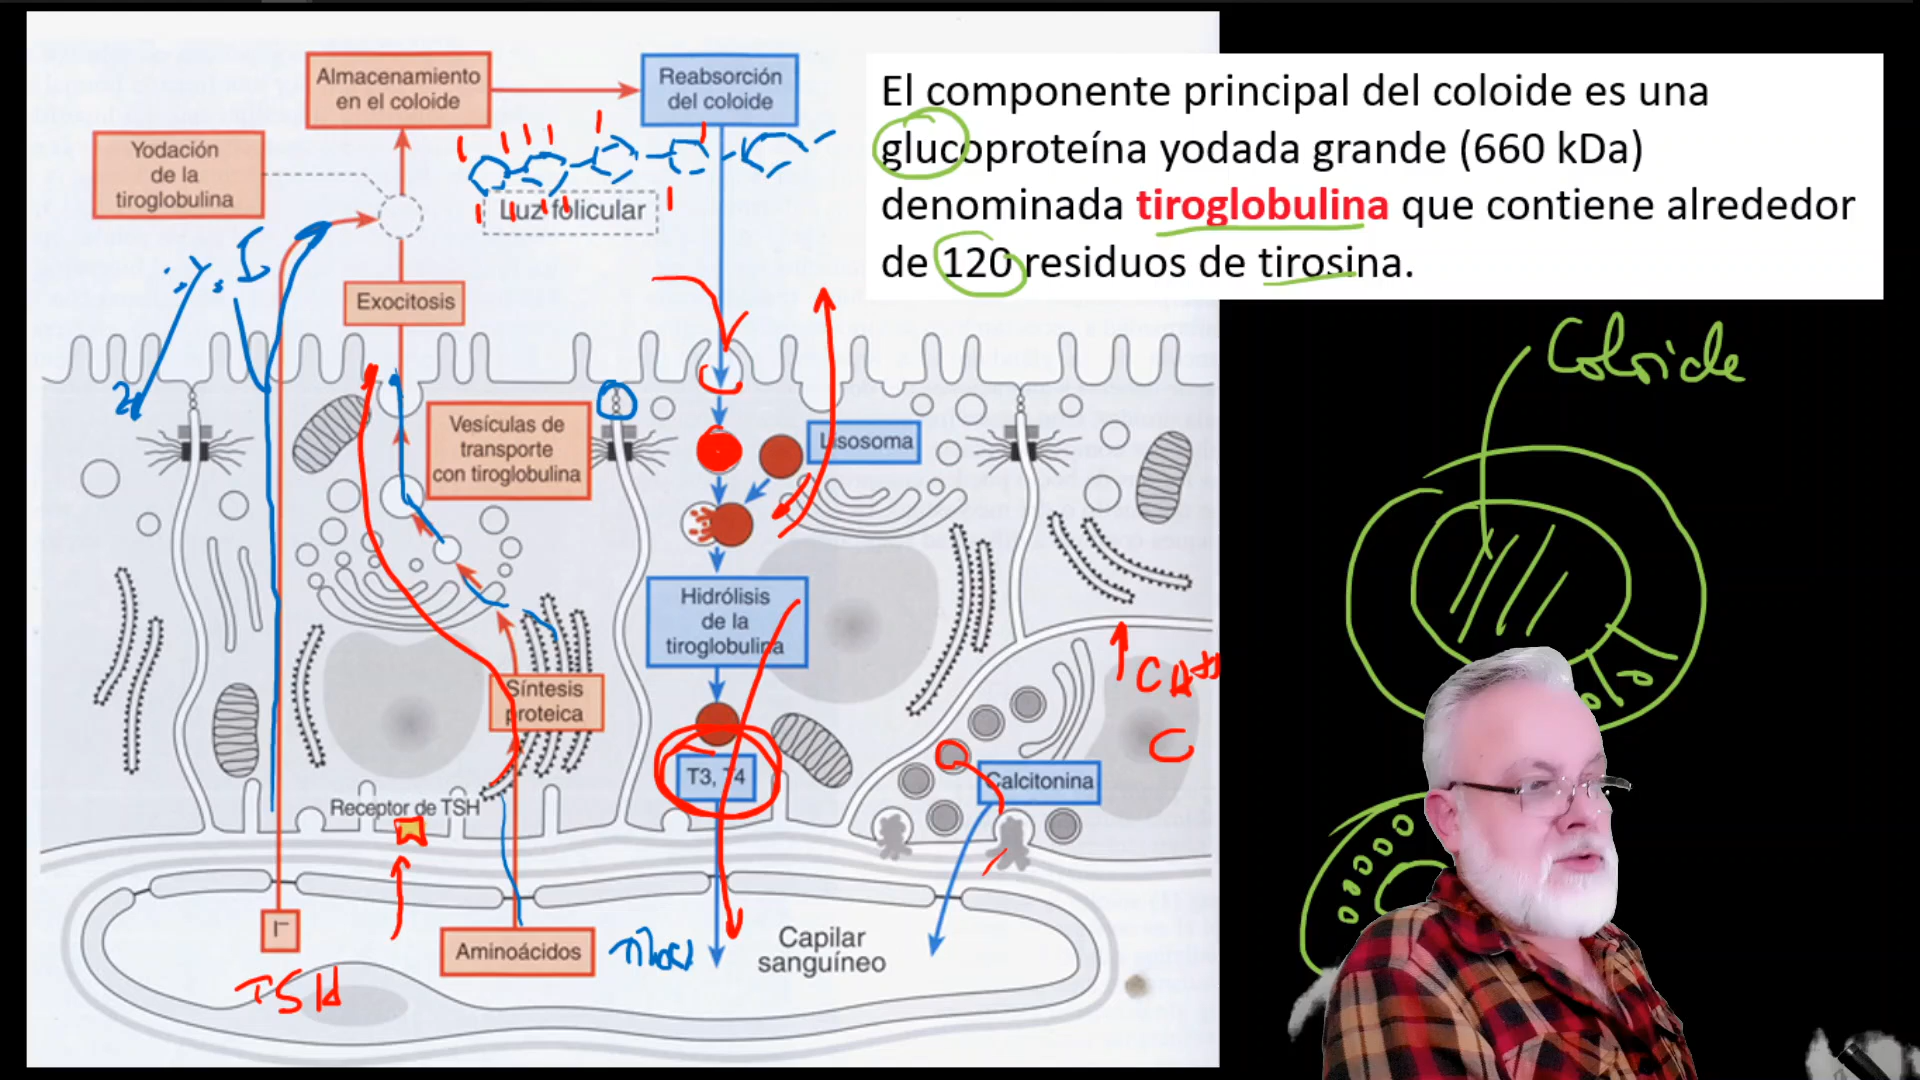 Almacenamiento
en el coloide
Reabsorción
del coloide
Yodación
de la
tiroglobulina
Luz folicular
Exocitosis
Vesículas de
transporte
con tiroglobulina
Lisosoma
Hidrólisis
de la
tiroglobulina
Síntesis
proteica
T3, T4
Calcitonina
Receptor de TSH
I⁻
Aminoácidos
Capilar
sanguíneo
TSH
El componente principal del coloide es una
glucoproteína yodada grande (660 kDa)
denominada tiroglobulina que contiene alrededor
de 120 residuos de tirosina.
Coloide
C